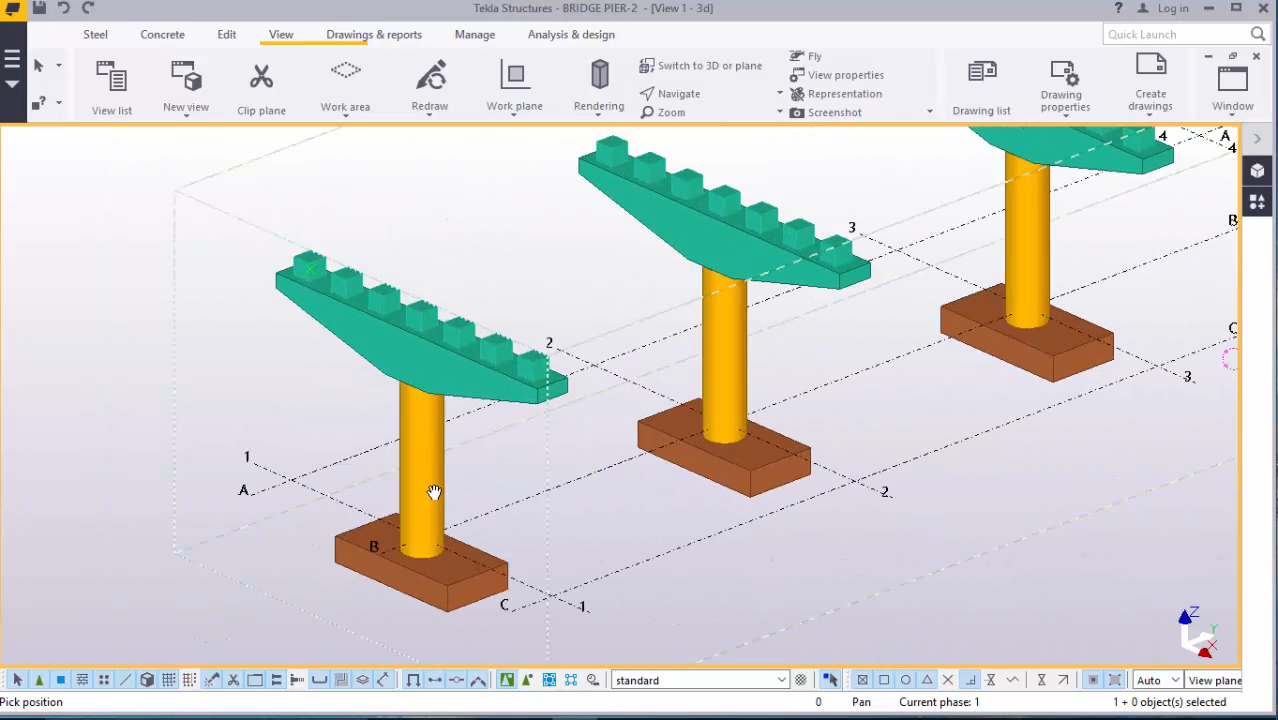 Tekla Structures - BRIDGE PIER-2 - [View 1 - 3d]
? Log in
Steel Concrete Edit View Drawings & reports Manage Analysis & design Quick Launch
Fly
Switch to 3D or plane View properties
Navigate Representation
Zoom Screenshot
View list New view Clip plane Work area Redraw Work plane Rendering Drawing list Drawing properties Create drawings Window
4 A
4
3 B
2
C
1 3
A 2
B
C 1
Z
Y
X
standard Auto View plane
Pick position 0 Pan Current phase: 1 1 + 0 object(s) selected